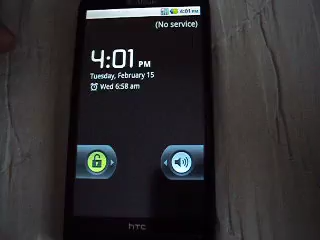 4:01 PM
(No service)
4:01 PM
Tuesday, February 15
Wed 6:58 am
hTC